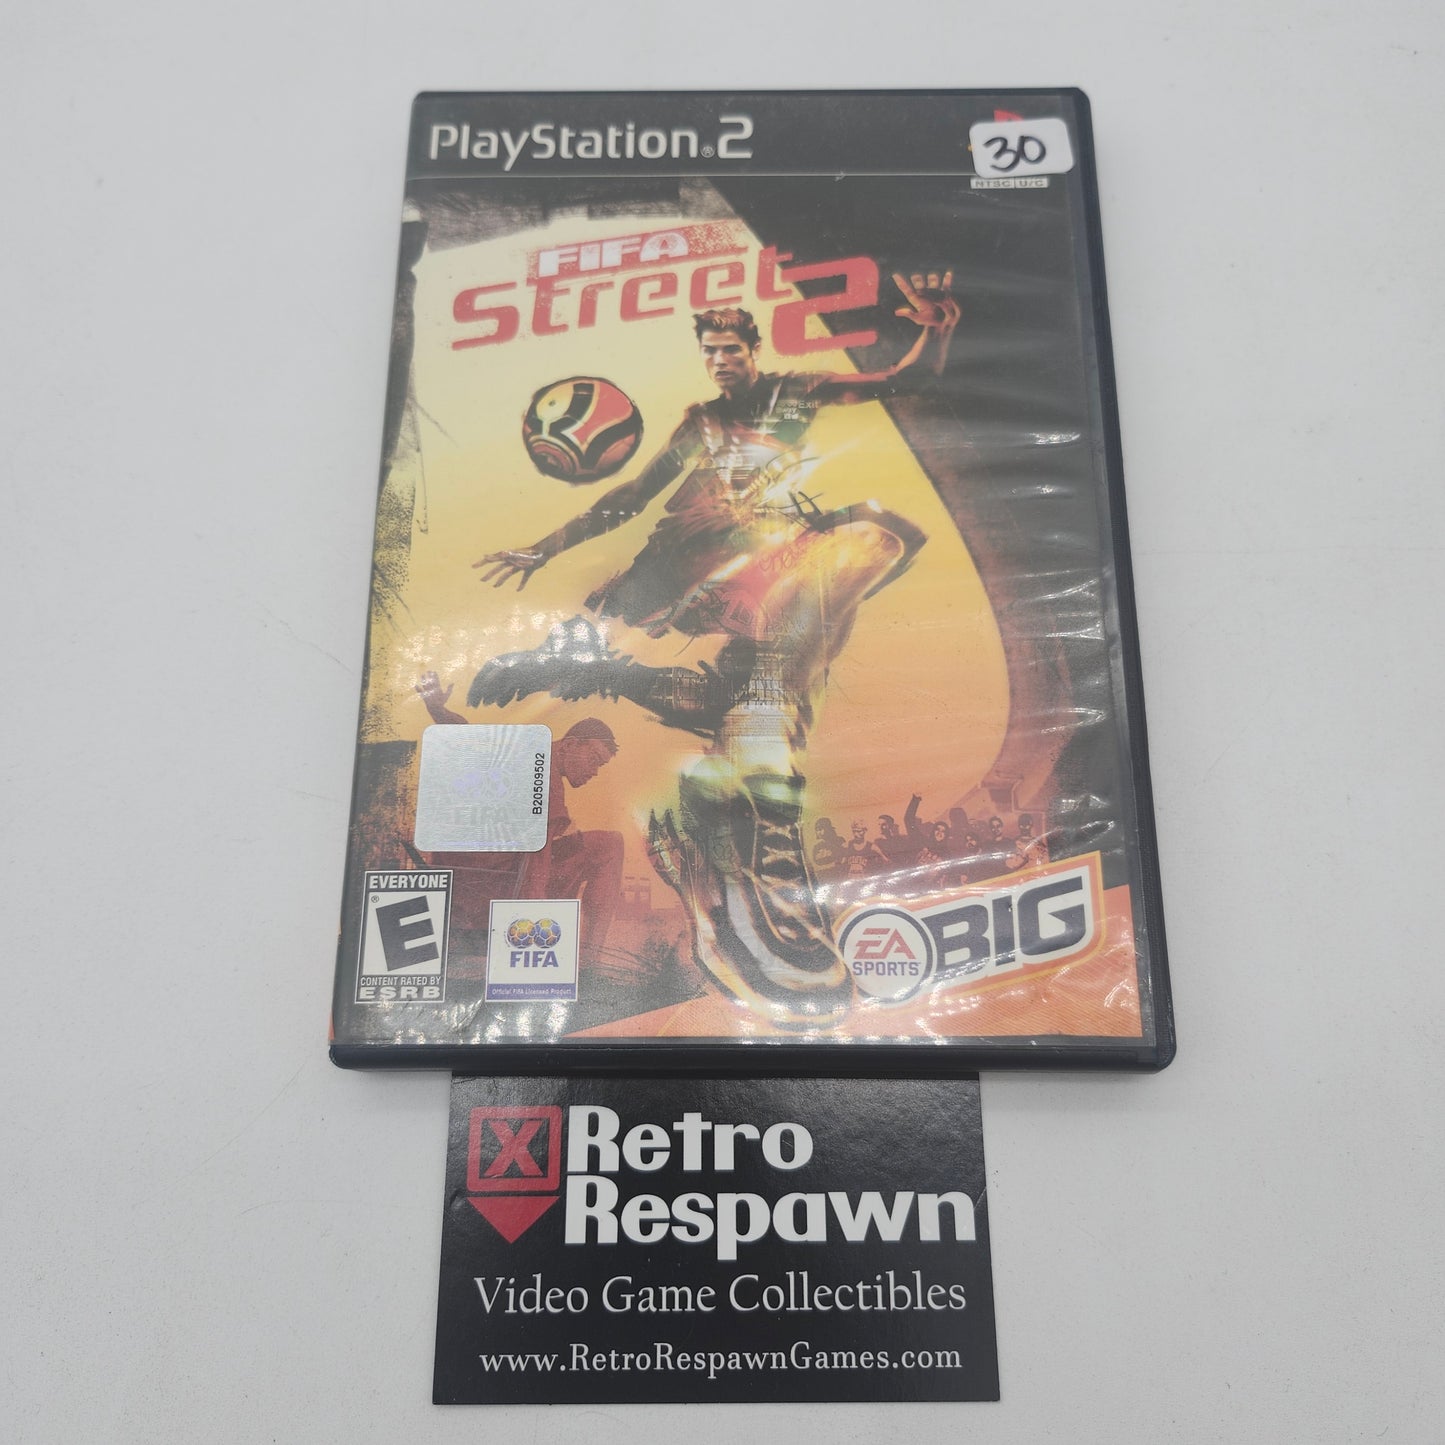 PlayStation®2
30
NTSC U/C
FIFA
Street 2
B20509502
FIFA
EVERYONE
E
®
CONTENT RATED BY
ESRB
FIFA
Official FIFA Licensed Product
EA
SPORTS
BIG
X
Retro
Respawn
Video Game Collectibles
www.RetroRespawnGames.com